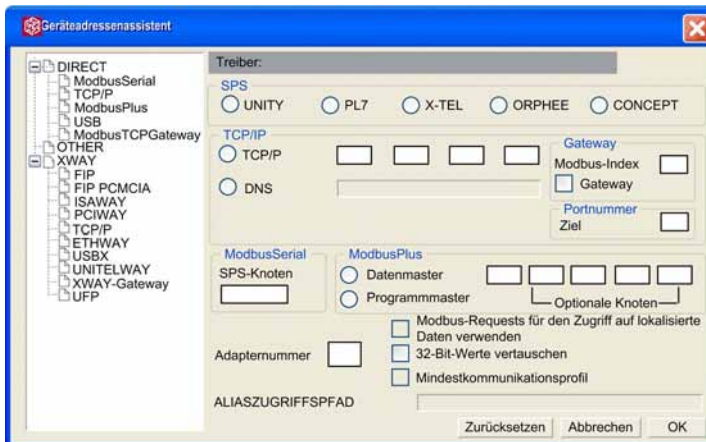 Geräteadressenassistent
DIRECT
ModbusSerial
TCP/P
ModbusPlus
USB
ModbusTCPGateway
OTHER
XWAY
FIP
FIP PCMCIA
ISAWAY
PCIWAY
TCP/P
ETHWAY
USBX
UNITELWAY
XWAY-Gateway
UFP
Treiber:
SPS
UNITY PL7 X-TEL ORPHEE CONCEPT
TCP/IP
TCP/P
DNS
Gateway
Modbus-Index
Gateway
Portnummer
Ziel
ModbusSerial
SPS-Knoten
ModbusPlus
Datenmaster
Programmmaster
Optionale Knoten
Adapternummer
Modbus-Requests für den Zugriff auf lokalisierte
Daten verwenden
32-Bit-Werte vertauschen
Mindestkommunikationsprofil
ALIASZUGRIFFSPFAD
Zurücksetzen Abbrechen OK